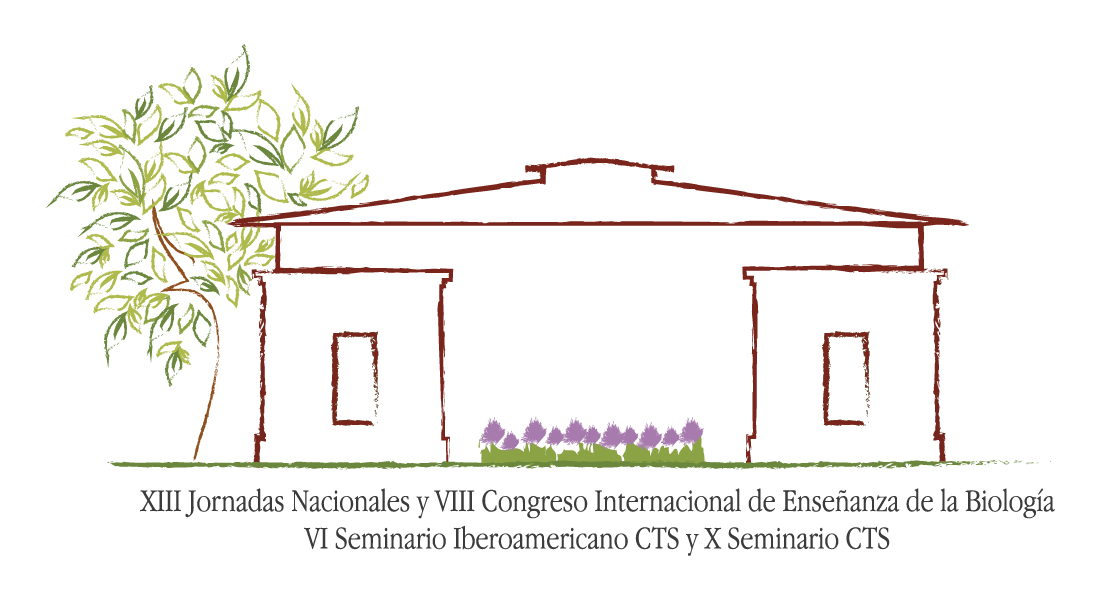 XIII Jornadas Nacionales y VIII Congreso Internacional de Enseñanza de la Biología
VI Seminario Iberoamericano CTS y X Seminario CTS